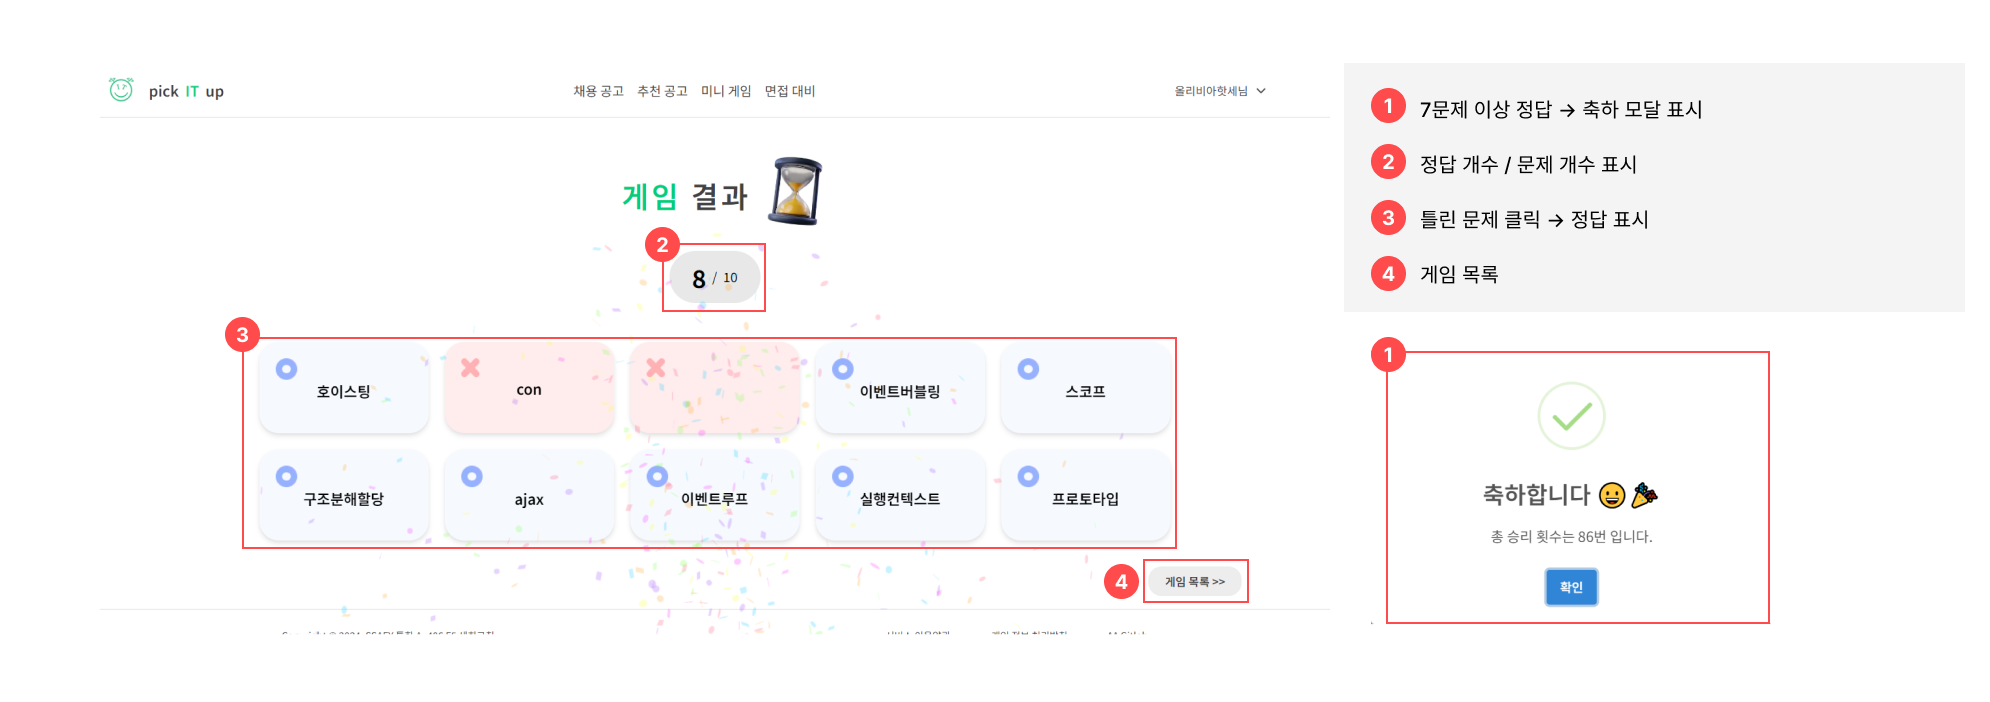 pick IT up
채용 공고 추천 공고 미니 게임 면접 대비
올리비아핫세님
게임 결과
2
8 / 10
3
호이스팅
con
이벤트버블링
스코프
구조분해할당
ajax
이벤트루프
실행컨텍스트
프로토타입
4
게임 목록 >>
1 7문제 이상 정답 → 축하 모달 표시
2 정답 개수 / 문제 개수 표시
3 틀린 문제 클릭 → 정답 표시
4 게임 목록
1
축하합니다
총 승리 횟수는 86번 입니다.
확인